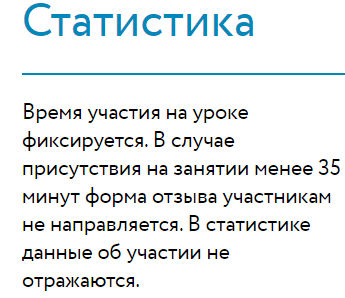 Статистика
Время участия на уроке
фиксируется. В случае
присутствия на занятии менее 35
минут форма отзыва участникам
не направляется. В статистике
данные об участии не
отражаются.